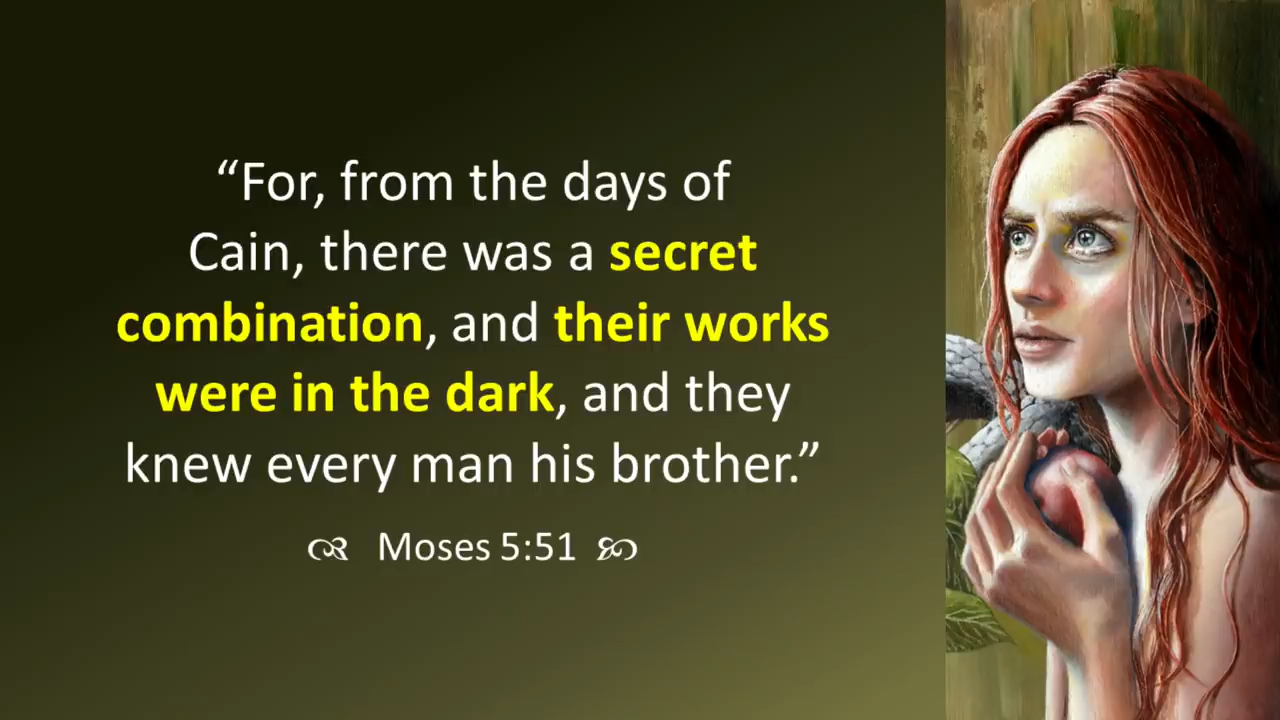 “For, from the days of
Cain, there was a secret
combination, and their works
were in the dark, and they
knew every man his brother.”
Moses 5:51